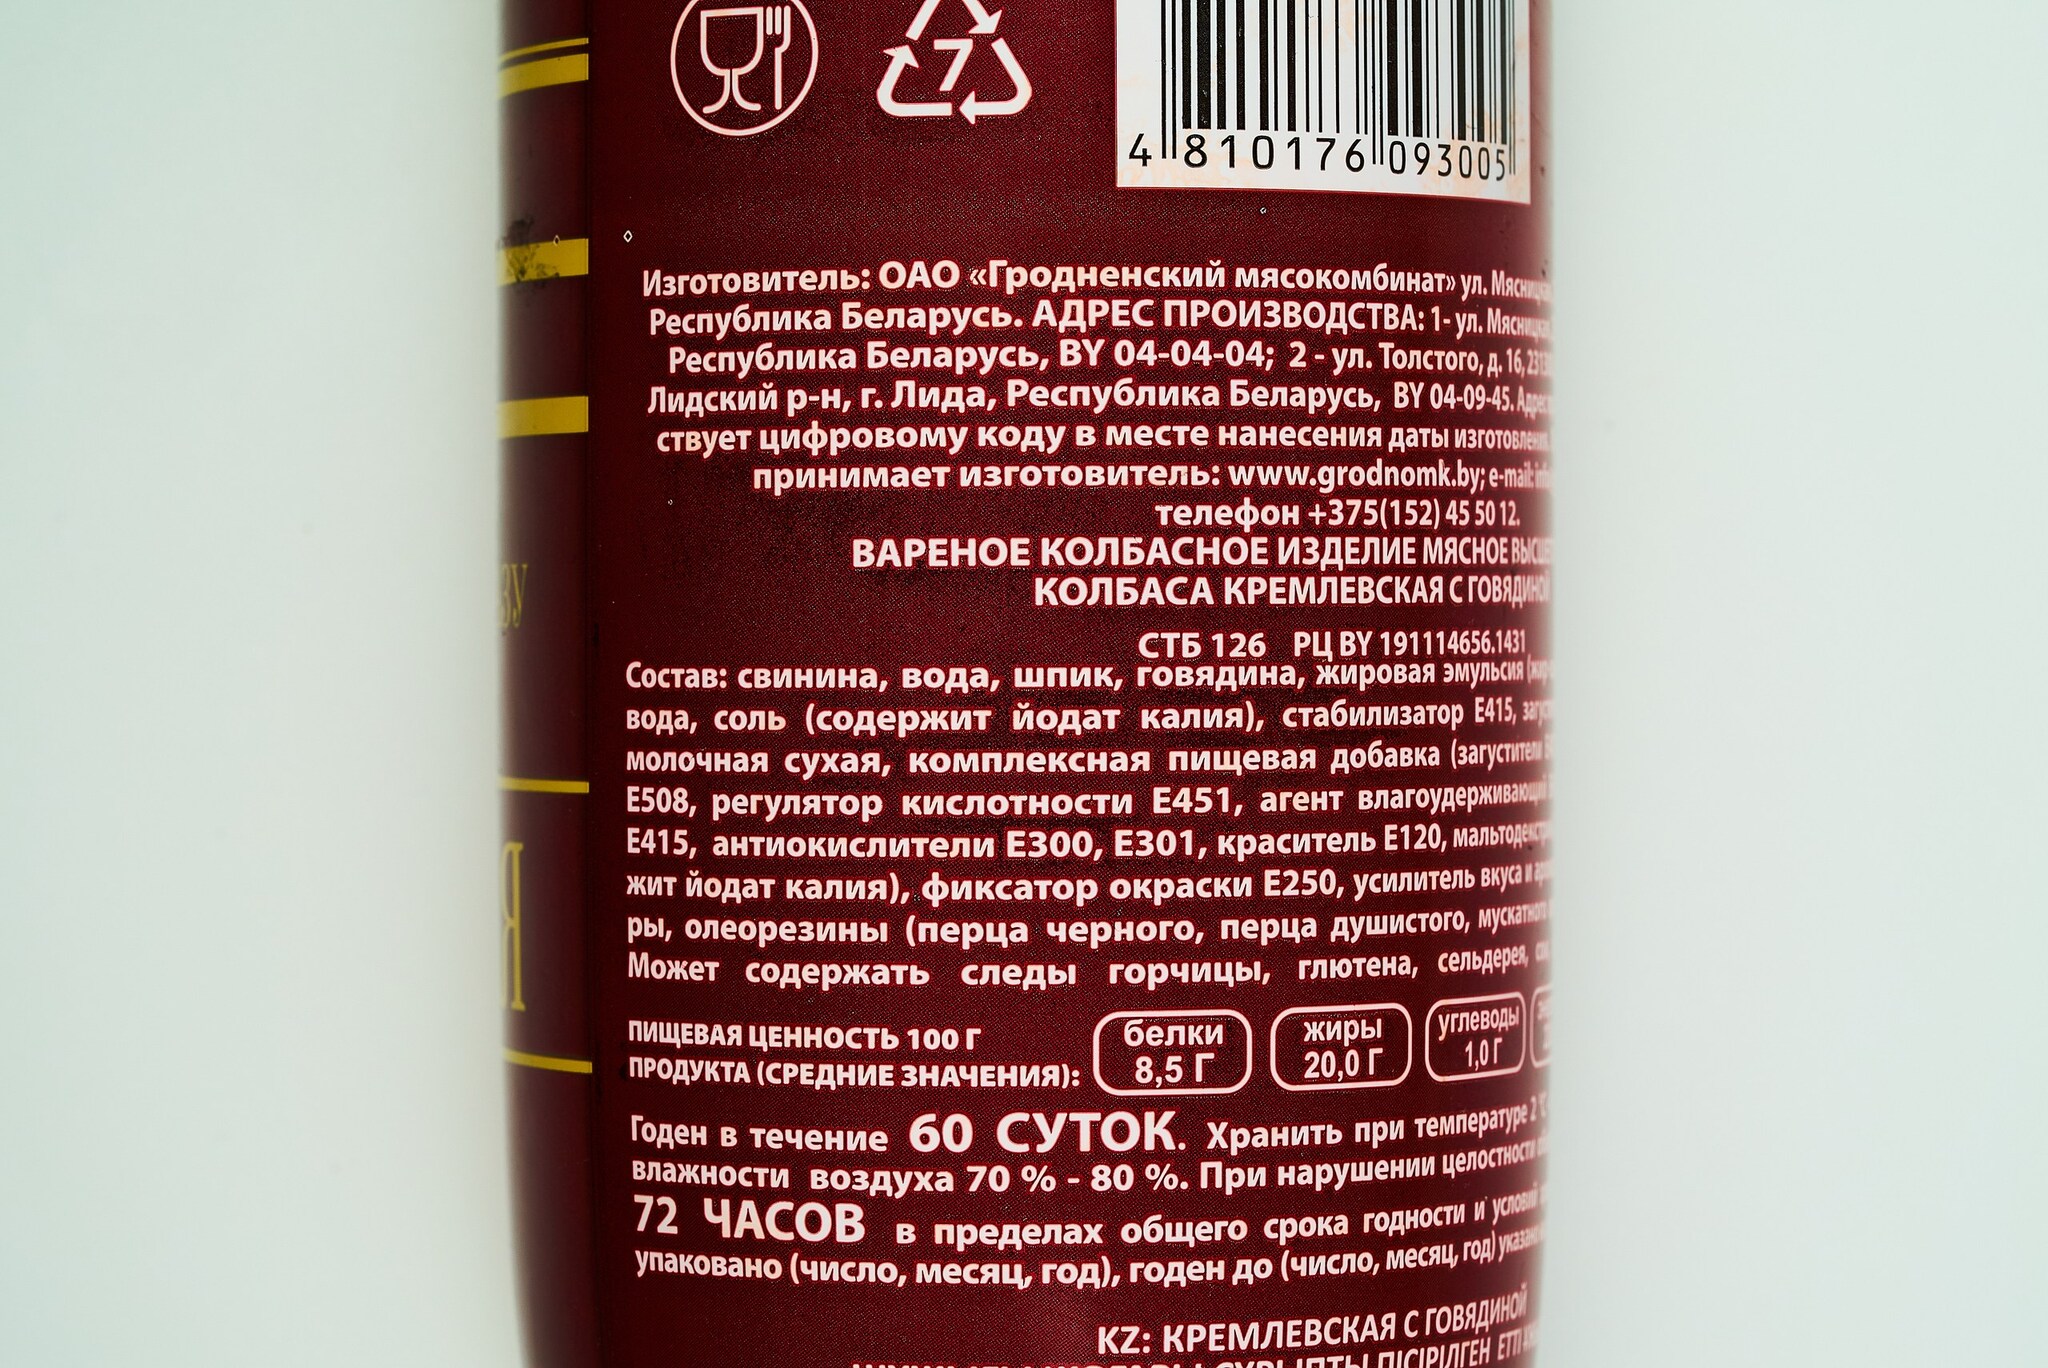 7
4 810176 093005
Изготовитель: ОАО «Гродненский мясокомбинат» ул.
Республика Беларусь. АДРЕС ПРОИЗВОДСТВА: 1- ул. Мясницкая,
Республика Беларусь, BY 04-04-04; 2 - ул. Толстого, д. 16,
Лидский р-н, г. Лида, Республика Беларусь, BY 04-09-45.
ствует цифровому коду в месте нанесения даты изготовления.
принимает изготовитель: www.grodnomk.by; e-mail:
телефон +375(152) 45 50 12.
ВАРЕНОЕ КОЛБАСНОЕ ИЗДЕЛИЕ МЯСНОЕ
КОЛБАСА КРЕМЛЕВСКАЯ С ГОВЯДИНОЙ
СТБ 126 РЦ BY 191114656.1431
Состав: свинина, вода, шпик, говядина, жировая эмульсия
вода, соль (содержит йодат калия), стабилизатор Е415,
молочная сухая, комплексная пищевая добавка (загустители
Е508, регулятор кислотности Е451, агент влагоудерживающий
Е415, антиокислители Е300, Е301, краситель Е120,
жит йодат калия), фиксатор окраски Е250, усилитель вкуса и
ры, олеорезины (перца черного, перца душистого, мускатного
Может содержать следы горчицы, глютена, сельдерея,
ПИЩЕВАЯ ЦЕННОСТЬ 100 Г
ПРОДУКТА (СРЕДНИЕ ЗНАЧЕНИЯ):
белки
8,5 Г
жиры
20,0 Г
углеводы
1,0 Г
Годен в течение 60 СУТОК. Хранить при температуре 2 °С
влажности воздуха 70 % - 80 %. При нарушении целостности
72 ЧАСОВ в пределах общего срока годности и условий
упаковано (число, месяц, год), годен до (число, месяц, год)
KZ: КРЕМЛЕВСКАЯ С ГОВЯДИНОЙ